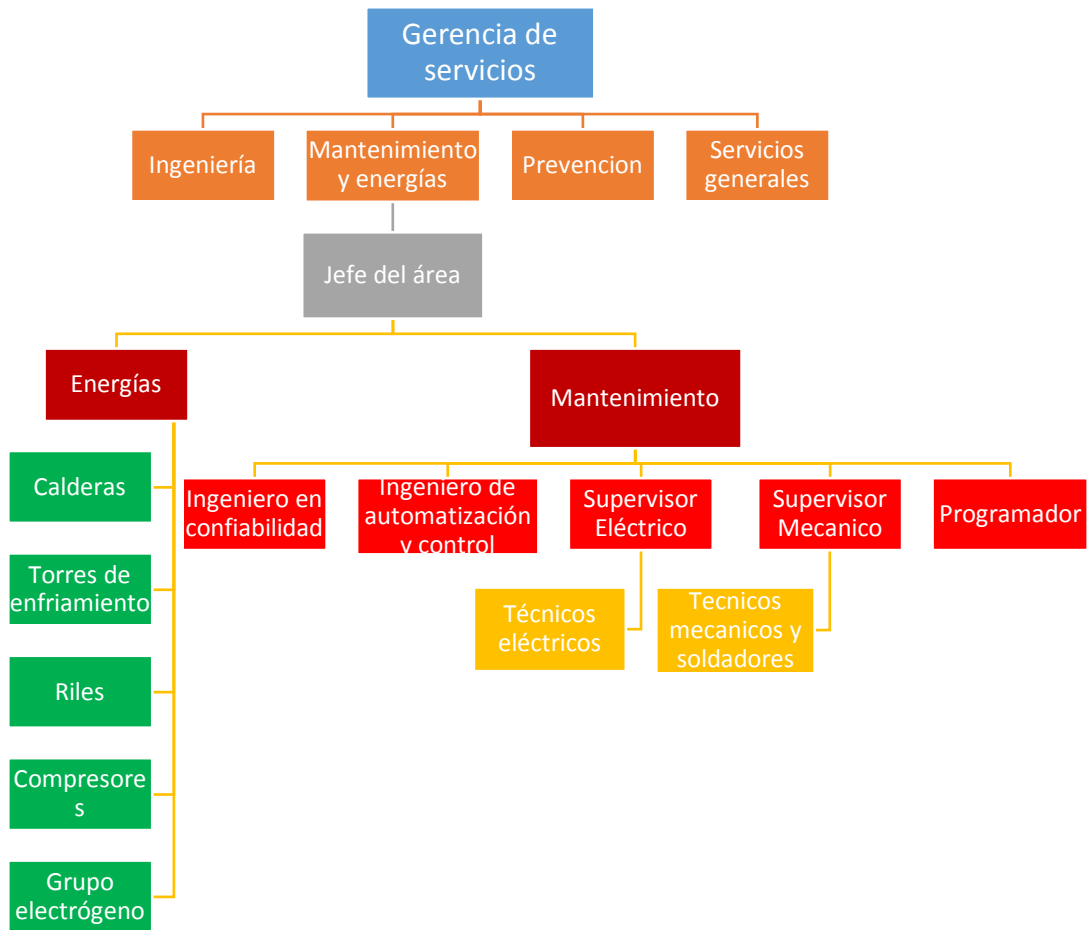 Gerencia de
servicios
Ingeniería
Mantenimiento
y energías
Prevencion
Servicios
generales
Jefe del área
Energías
Mantenimiento
Calderas
Torres de
enfriamiento
Riles
Compresore
s
Grupo
electrógeno
Ingeniero en
confiabilidad
Ingeniero de
automatización
y control
Supervisor
Eléctrico
Supervisor
Mecanico
Programador
Técnicos
eléctricos
Tecnicos
mecanicos y
soldadores